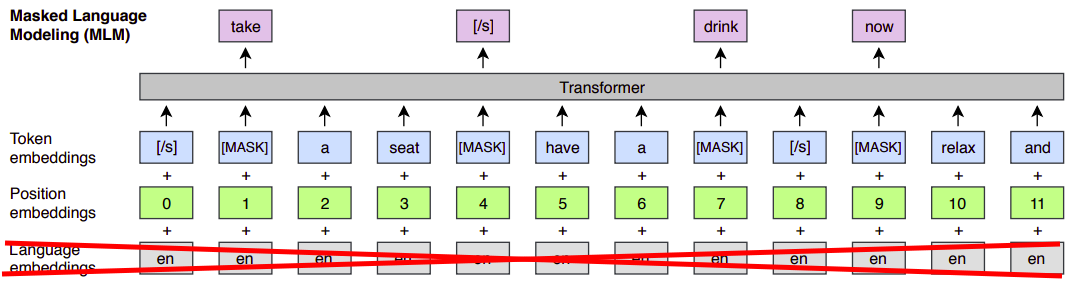 Masked Language
Modeling (MLM)
take [/s] drink now
Transformer
Token
embeddings
[/s] [MASK] a seat [MASK] have a [MASK] [/s] [MASK] relax and
+ + + + + + + + + + + +
Position
embeddings
0 1 2 3 4 5 6 7 8 9 10 11
+ + + + + + + + + + + +
Language
embeddings
en en en en en en en en en en en en